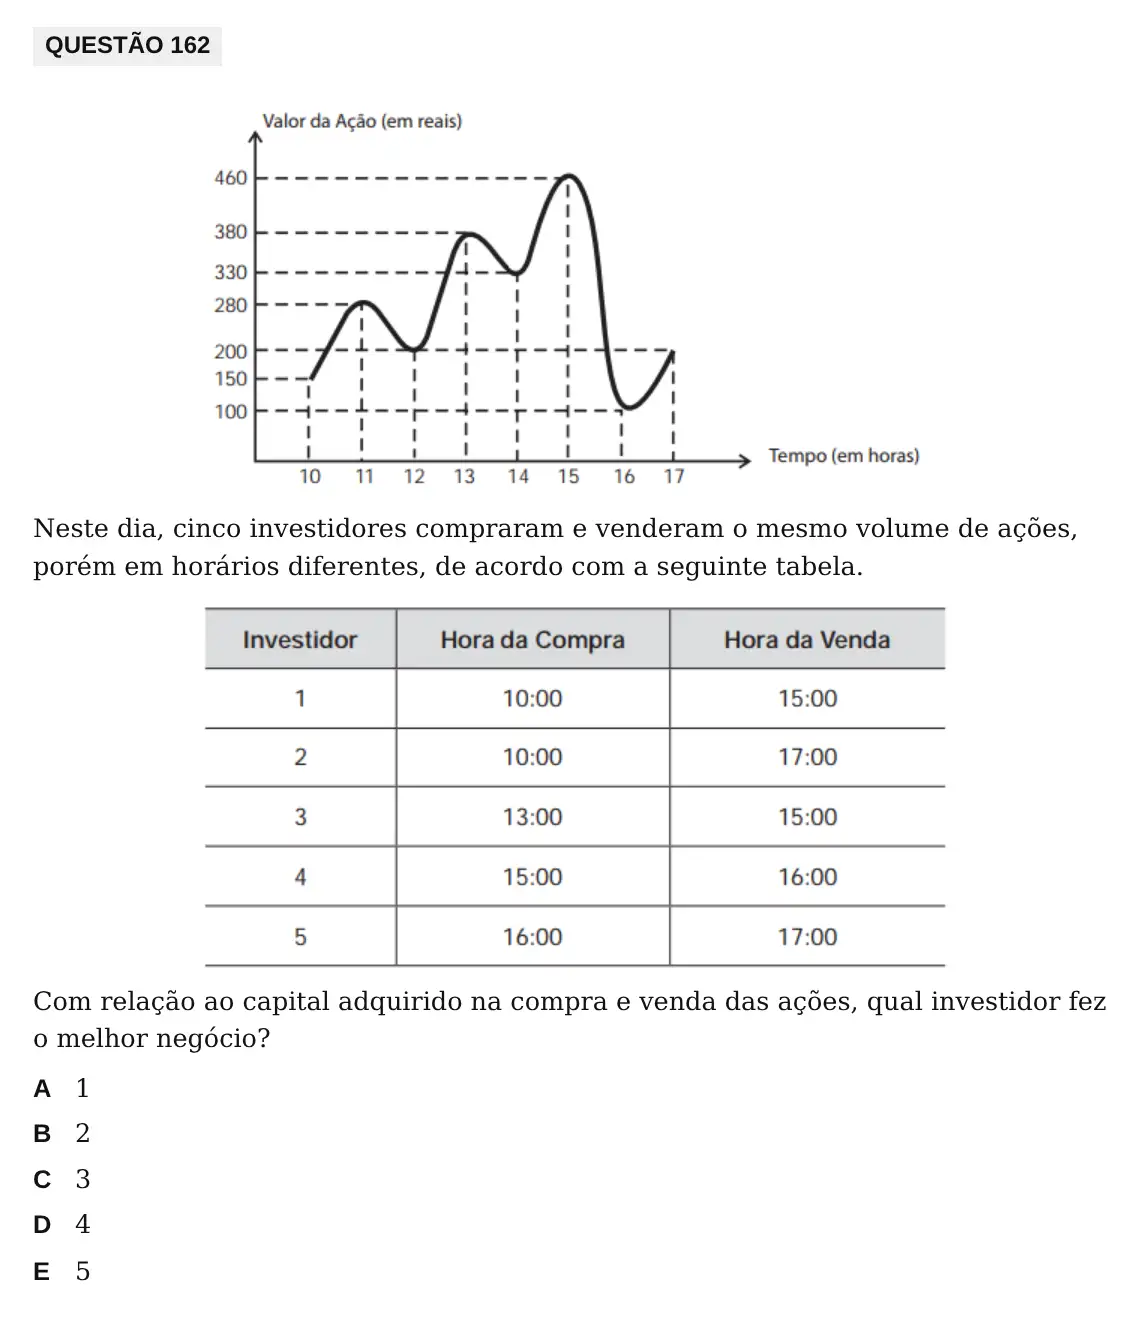 QUESTÃO 162
Valor da Ação (em reais)
460
380
330
280
200
150
100
Tempo (em horas)
10 11 12 13 14 15 16 17
Neste dia, cinco investidores compraram e venderam o mesmo volume de ações,
porém em horários diferentes, de acordo com a seguinte tabela.
Investidor Hora da Compra Hora da Venda
1 10:00 15:00
2 10:00 17:00
3 13:00 15:00
4 15:00 16:00
5 16:00 17:00
Com relação ao capital adquirido na compra e venda das ações, qual investidor fez
o melhor negócio?
A 1
B 2
C 3
D 4
E 5